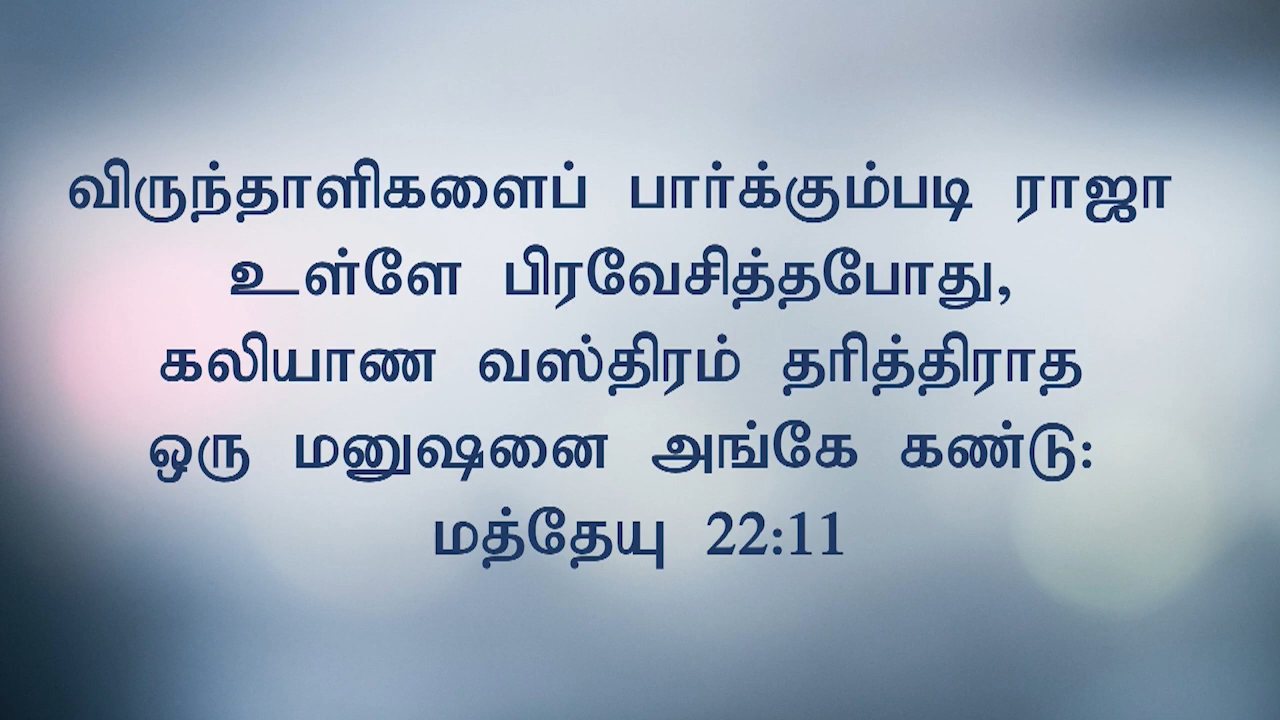 விருந்தாளிகளைப் பார்க்கும்படி ராஜா
உள்ளே பிரவேசித்தபோது,
கலியாண வஸ்திரம் தரித்திராத
ஒரு மனுஷனை அங்கே கண்டு:
மத்தேயு 22:11